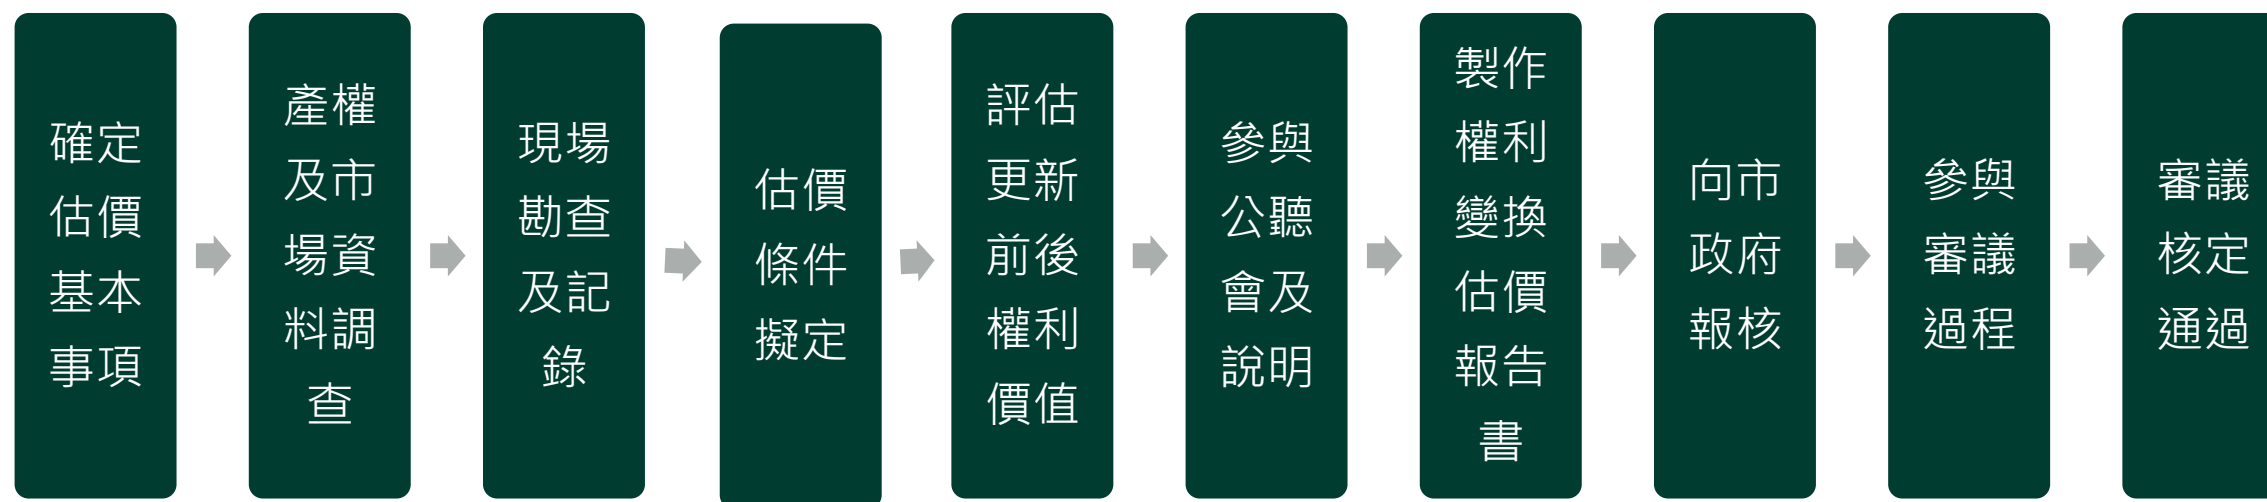 確定
估價
基本
事項
產權
及市
場資
料調
查
現場
勘查
及記
錄
估價
條件
擬定
評估
更新
前後
權利
價值
參與
公聽
會及
說明
製作
權利
變換
估價
報告
書
向市
政府
報核
參與
審議
過程
審議
核定
通過